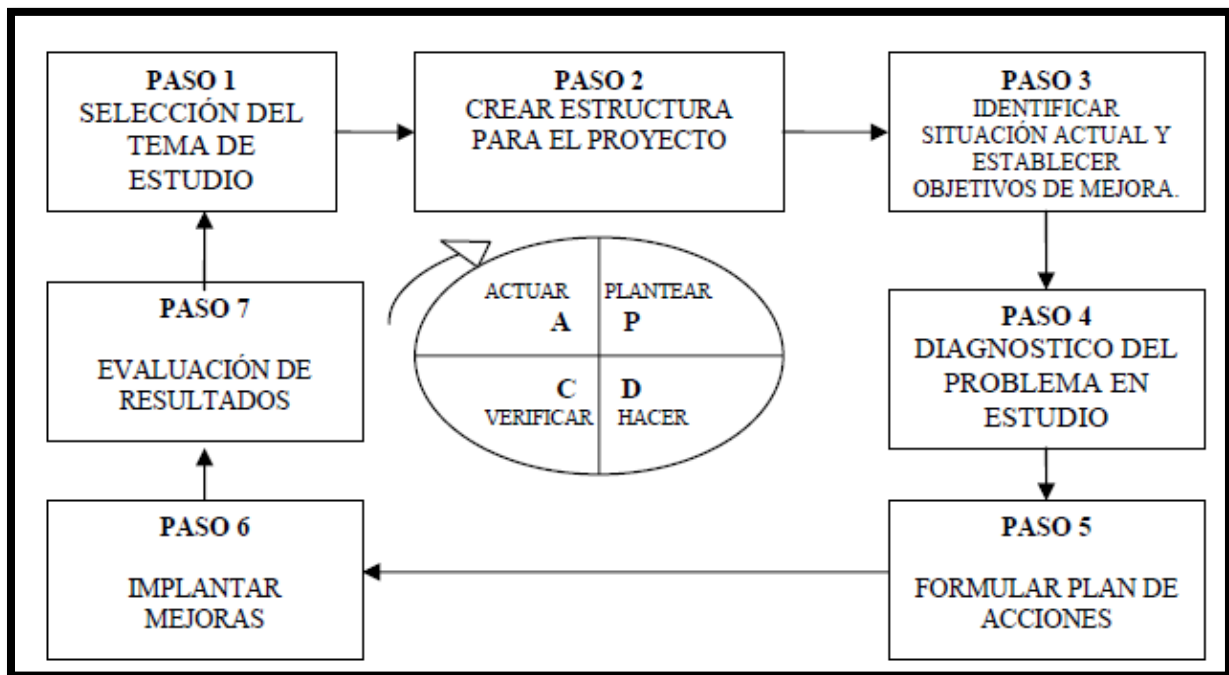 PASO 1
SELECCIÓN DEL
TEMA DE
ESTUDIO
PASO 2
CREAR ESTRUCTURA
PARA EL PROYECTO
PASO 3
IDENTIFICAR
SITUACIÓN ACTUAL Y
ESTABLECER
OBJETIVOS DE MEJORA.
PASO 7
EVALUACIÓN DE
RESULTADOS
ACTUAR
A
PLANTEAR
P
C
VERIFICAR
D
HACER
PASO 4
DIAGNOSTICO DEL
PROBLEMA EN
ESTUDIO
PASO 6
IMPLANTAR
MEJORAS
PASO 5
FORMULAR PLAN DE
ACCIONES